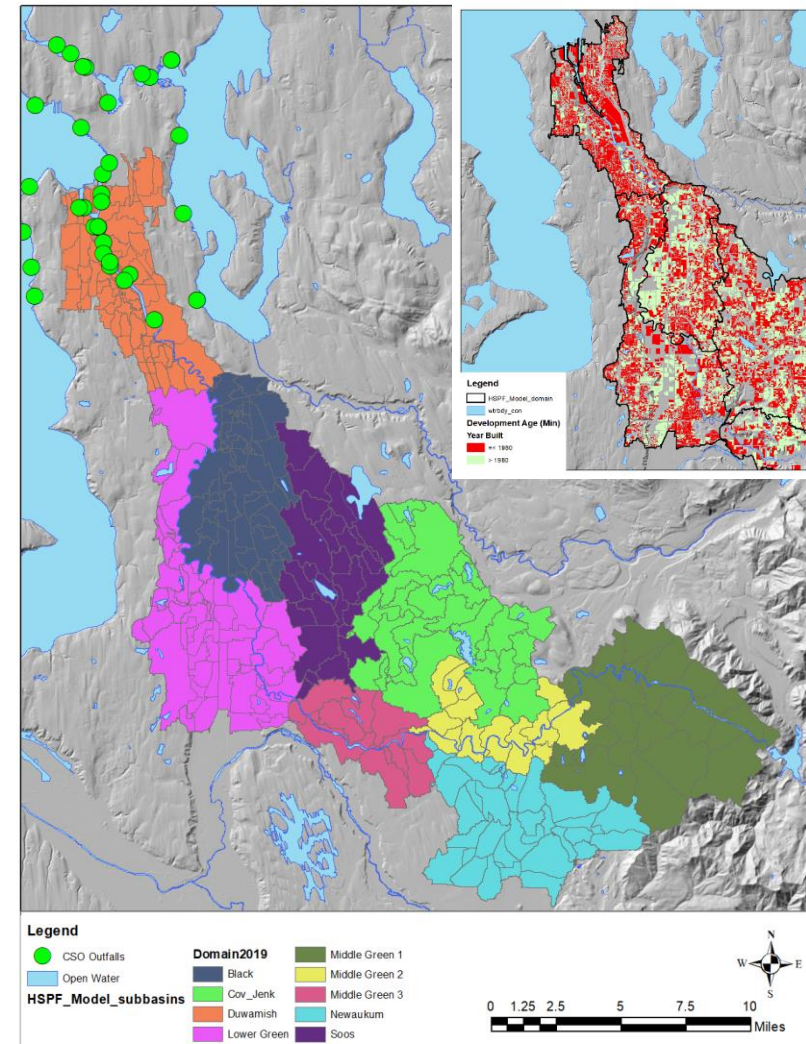 Legend
HSPF_Model_domain
wtrbdy_con
Development Age (Min)
Year Built
<= 1980
> 1980
Legend
CSO Outfalls
Open Water
HSPF_Model_subbasins
Domain2019
Black
Cov_Jenk
Duwamish
Lower Green
Middle Green 1
Middle Green 2
Middle Green 3
Newaukum
Soos
N
W E
S
0 1.25 2.5 5 7.5 10
Miles